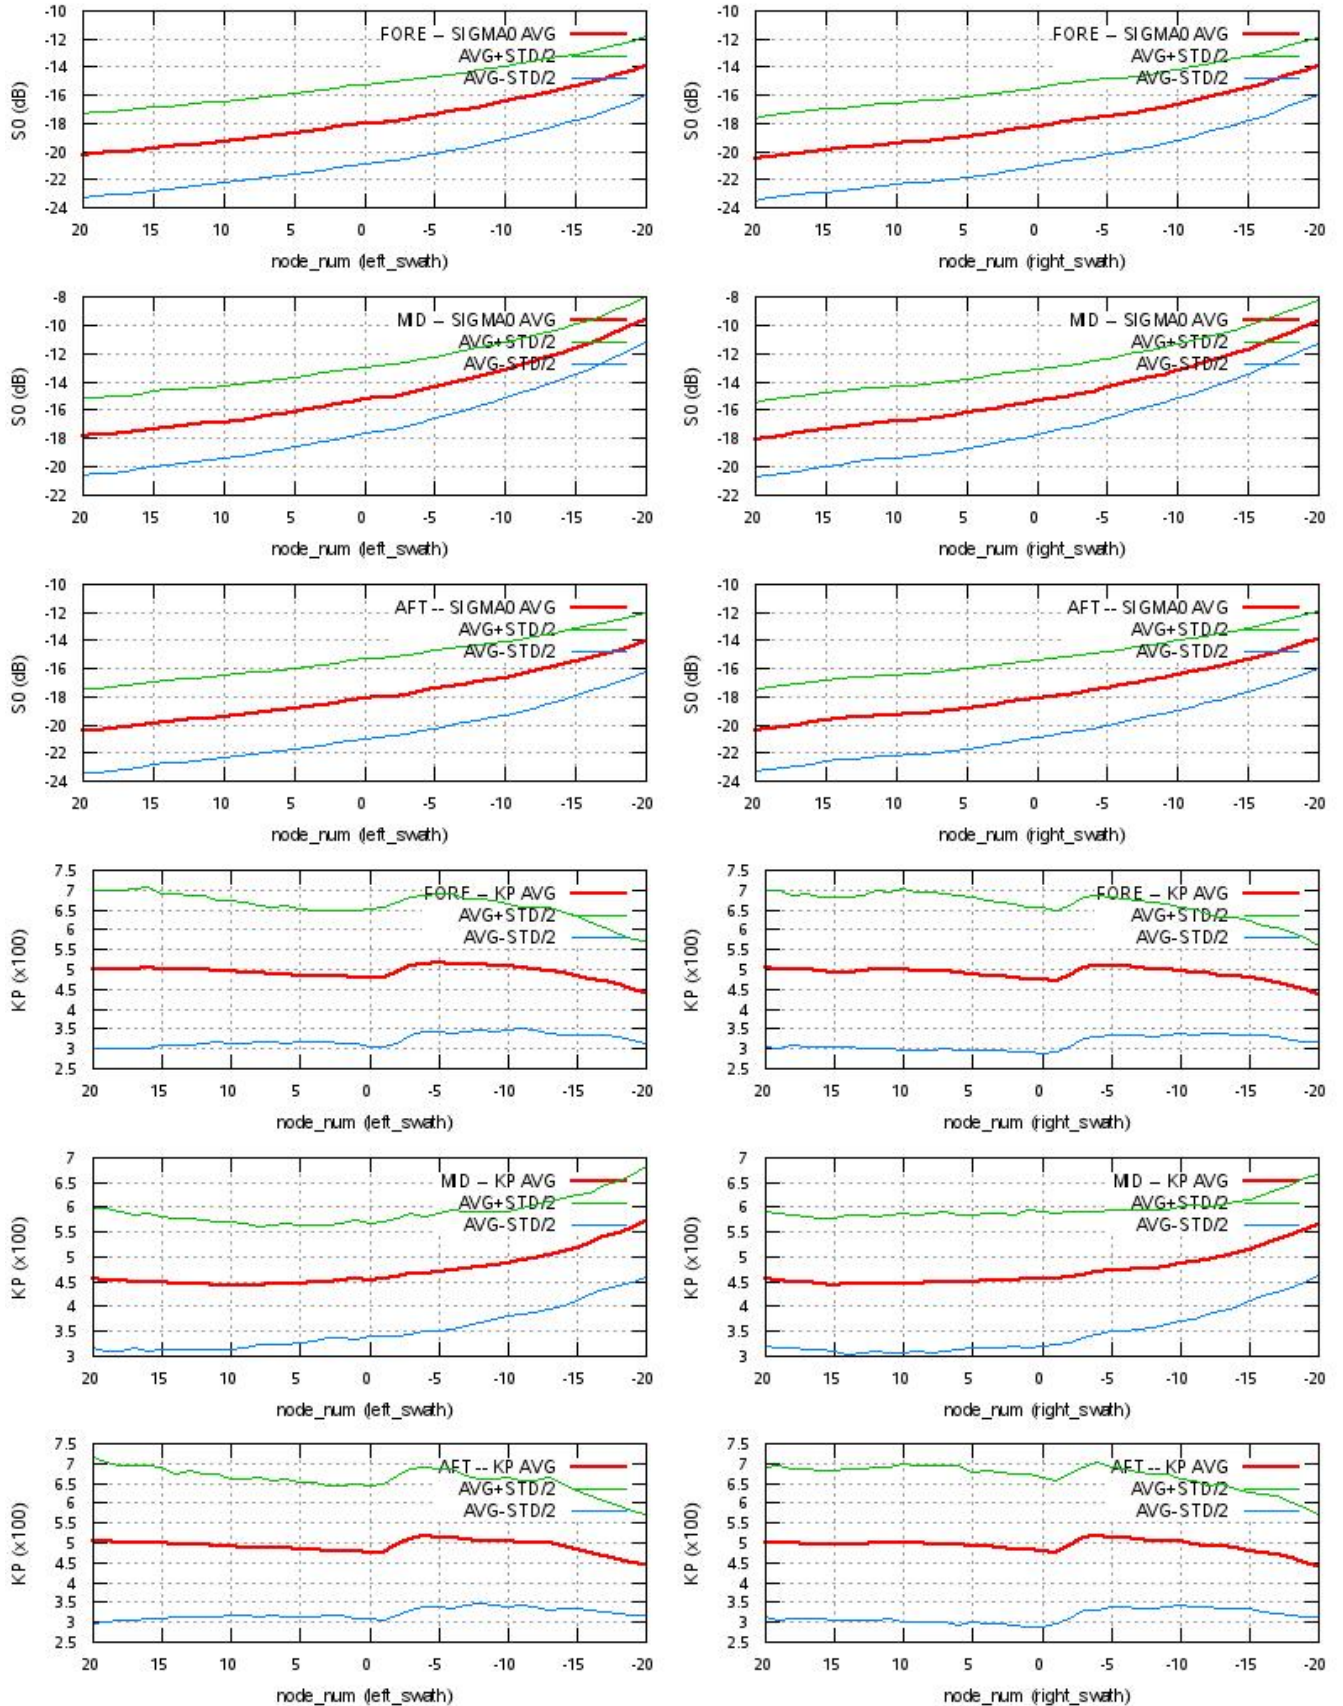 -10
-12
-14
-16
-18
-20
-22
-24
S0 (dB)
FORE -- SIGMA0 AVG
AVG+STD/2
AVG-STD/2
20 15 10 5 0 -5 -10 -15 -20
node_num (left_swath)
-10
-12
-14
-16
-18
-20
-22
-24
S0 (dB)
FORE -- SIGMA0 AVG
AVG+STD/2
AVG-STD/2
20 15 10 5 0 -5 -10 -15 -20
node_num (right_swath)
-8
-10
-12
-14
-16
-18
-20
-22
S0 (dB)
MID -- SIGMA0 AVG
AVG+STD/2
AVG-STD/2
20 15 10 5 0 -5 -10 -15 -20
node_num (left_swath)
-8
-10
-12
-14
-16
-18
-20
-22
S0 (dB)
MID -- SIGMA0 AVG
AVG+STD/2
AVG-STD/2
20 15 10 5 0 -5 -10 -15 -20
node_num (right_swath)
-10
-12
-14
-16
-18
-20
-22
-24
S0 (dB)
AFT -- SIGMA0 AVG
AVG+STD/2
AVG-STD/2
20 15 10 5 0 -5 -10 -15 -20
node_num (left_swath)
-10
-12
-14
-16
-18
-20
-22
-24
S0 (dB)
AFT -- SIGMA0 AVG
AVG+STD/2
AVG-STD/2
20 15 10 5 0 -5 -10 -15 -20
node_num (right_swath)
7.5
7
6.5
6
5.5
5
4.5
4
3.5
3
2.5
KP (x100)
FORE -- KP AVG
AVG+STD/2
AVG-STD/2
20 15 10 5 0 -5 -10 -15 -20
node_num (left_swath)
7.5
7
6.5
6
5.5
5
4.5
4
3.5
3
2.5
KP (x100)
FORE -- KP AVG
AVG+STD/2
AVG-STD/2
20 15 10 5 0 -5 -10 -15 -20
node_num (right_swath)
7
6.5
6
5.5
5
4.5
4
3.5
3
KP (x100)
MID -- KP AVG
AVG+STD/2
AVG-STD/2
20 15 10 5 0 -5 -10 -15 -20
node_num (left_swath)
7
6.5
6
5.5
5
4.5
4
3.5
3
KP (x100)
MID -- KP AVG
AVG+STD/2
AVG-STD/2
20 15 10 5 0 -5 -10 -15 -20
node_num (right_swath)
7.5
7
6.5
6
5.5
5
4.5
4
3.5
3
2.5
KP (x100)
AFT -- KP AVG
AVG+STD/2
AVG-STD/2
20 15 10 5 0 -5 -10 -15 -20
node_num (left_swath)
7.5
7
6.5
6
5.5
5
4.5
4
3.5
3
2.5
KP (x100)
AFT -- KP AVG
AVG+STD/2
AVG-STD/2
20 15 10 5 0 -5 -10 -15 -20
node_num (right_swath)